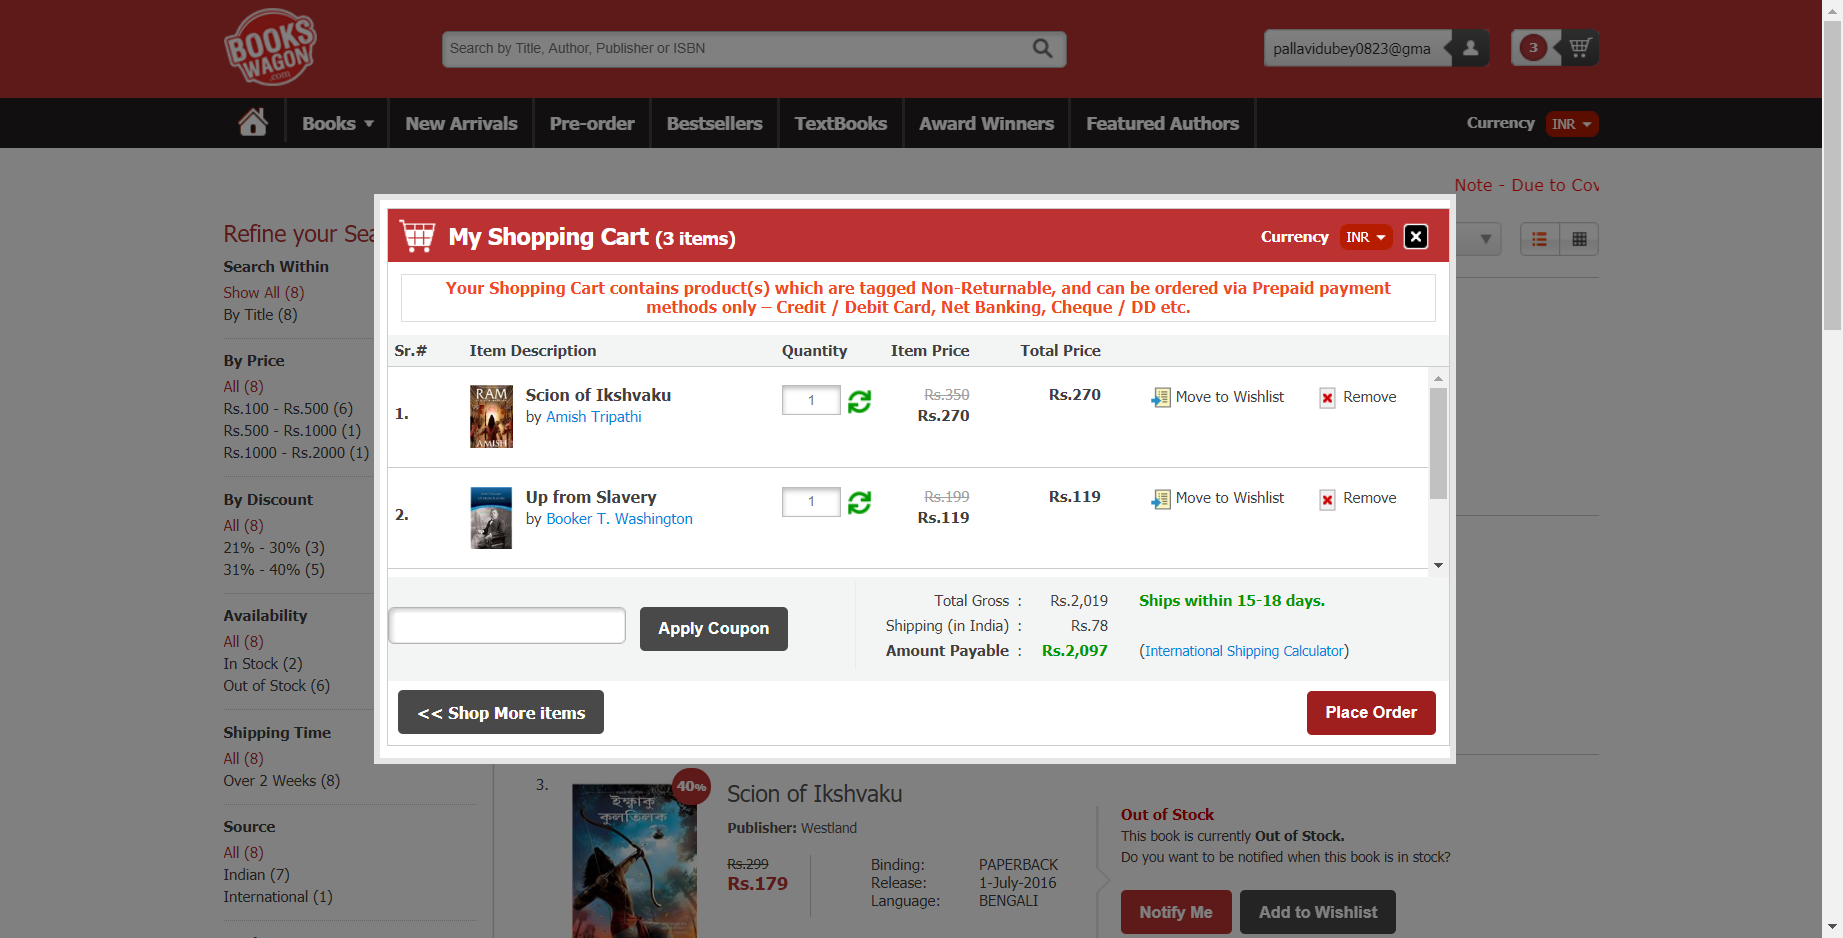 BOOKS
WAGON
.com
Search by Title, Author, Publisher or ISBN
pallavidubey0823@gma
3
Books
New Arrivals
Pre-order
Bestsellers
TextBooks
Award Winners
Featured Authors
Currency
INR
Note - Due to Cov
Refine your Sea
Search Within
Show All (8)
By Title (8)
By Price
All (8)
Rs.100 - Rs.500 (6)
Rs.500 - Rs.1000 (1)
Rs.1000 - Rs.2000 (1)
By Discount
All (8)
21% - 30% (3)
31% - 40% (5)
Availability
All (8)
In Stock (2)
Out of Stock (6)
Shipping Time
All (8)
Over 2 Weeks (8)
Source
All (8)
Indian (7)
International (1)
My Shopping Cart (3 items)
Currency
INR
Your Shopping Cart contains product(s) which are tagged Non-Returnable, and can be ordered via Prepaid payment
methods only – Credit / Debit Card, Net Banking, Cheque / DD etc.
Sr.# Item Description Quantity Item Price Total Price
1.
RAM
AMISH
Scion of Ikshvaku
by Amish Tripathi
1
Rs.350
Rs.270
Rs.270
Move to Wishlist
Remove
2.
Up from Slavery
by Booker T. Washington
1
Rs.199
Rs.119
Rs.119
Move to Wishlist
Remove
Apply Coupon
Total Gross : Rs.2,019
Shipping (in India) : Rs.78
Amount Payable : Rs.2,097
Ships within 15-18 days.
(International Shipping Calculator)
<< Shop More items
Place Order
3.
40%
ইক্ষ্বাকু
কুলতিলক
Scion of Ikshvaku
Publisher: Westland
Rs.299
Rs.179
Binding: PAPERBACK
Release: 1-July-2016
Language: BENGALI
Out of Stock
This book is currently Out of Stock.
Do you want to be notified when this book is in stock?
Notify Me
Add to Wishlist